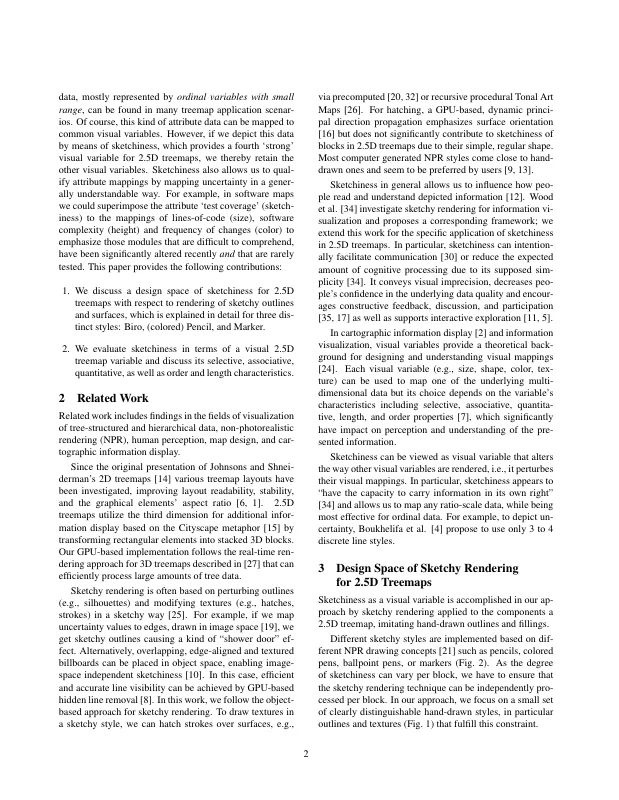 data, mostly represented by ordinal variables with small
range, can be found in many treemap application scenar-
ios. Of course, this kind of attribute data can be mapped to
common visual variables. However, if we depict this data
by means of sketchiness, which provides a fourth ‘strong’
visual variable for 2.5D treemaps, we thereby retain the
other visual variables. Sketchiness also allows us to qual-
ify attribute mappings by mapping uncertainty in a gener-
ally understandable way. For example, in software maps
we could superimpose the attribute ‘test coverage’ (sketch-
iness) to the mappings of lines-of-code (size), software
complexity (height) and frequency of changes (color) to
emphasize those modules that are difficult to comprehend,
have been significantly altered recently and that are rarely
tested. This paper provides the following contributions:
1. We discuss a design space of sketchiness for 2.5D
treemaps with respect to rendering of sketchy outlines
and surfaces, which is explained in detail for three dis-
tinct styles: Biro, (colored) Pencil, and Marker.
2. We evaluate sketchiness in terms of a visual 2.5D
treemap variable and discuss its selective, associative,
quantitative, as well as order and length characteristics.
2 Related Work
Related work includes findings in the fields of visualization
of tree-structured and hierarchical data, non-photorealistic
rendering (NPR), human perception, map design, and car-
tographic information display.
Since the original presentation of Johnsons and Shnei-
derman’s 2D treemaps [14] various treemap layouts have
been investigated, improving layout readability, stability,
and the graphical elements’ aspect ratio [6, 1]. 2.5D
treemaps utilize the third dimension for additional infor-
mation display based on the Cityscape metaphor [15] by
transforming rectangular elements into stacked 3D blocks.
Our GPU-based implementation follows the real-time ren-
dering approach for 3D treemaps described in [27] that can
efficiently process large amounts of tree data.
Sketchy rendering is often based on perturbing outlines
(e.g., silhouettes) and modifying textures (e.g., hatches,
strokes) in a sketchy way [25]. For example, if we map
uncertainty values to edges, drawn in image space [19], we
get sketchy outlines causing a kind of “shower door” ef-
fect. Alternatively, overlapping, edge-aligned and textured
billboards can be placed in object space, enabling image-
space independent sketchiness [10]. In this case, efficient
and accurate line visibility can be achieved by GPU-based
hidden line removal [8]. In this work, we follow the object-
based approach for sketchy rendering. To draw textures in
a sketchy style, we can hatch strokes over surfaces, e.g.,
via precomputed [20, 32] or recursive procedural Tonal Art
Maps [26]. For hatching, a GPU-based, dynamic princi-
pal direction propagation emphasizes surface orientation
[16] but does not significantly contribute to sketchiness of
blocks in 2.5D treemaps due to their simple, regular shape.
Most computer generated NPR styles come close to hand-
drawn ones and seem to be preferred by users [9, 13].
Sketchiness in general allows us to influence how peo-
ple read and understand depicted information [12]. Wood
et al. [34] investigate sketchy rendering for information vi-
sualization and proposes a corresponding framework; we
extend this work for the specific application of sketchiness
in 2.5D treemaps. In particular, sketchiness can intention-
ally facilitate communication [30] or reduce the expected
amount of cognitive processing due to its supposed sim-
plicity [34]. It conveys visual imprecision, decreases peo-
ple’s confidence in the underlying data quality and encour-
ages constructive feedback, discussion, and participation
[35, 17] as well as supports interactive exploration [11, 5].
In cartographic information display [2] and information
visualization, visual variables provide a theoretical back-
ground for designing and understanding visual mappings
[24]. Each visual variable (e.g., size, shape, color, tex-
ture) can be used to map one of the underlying multi-
dimensional data but its choice depends on the variable’s
characteristics including selective, associative, quantita-
tive, length, and order properties [7], which significantly
have impact on perception and understanding of the pre-
sented information.
Sketchiness can be viewed as visual variable that alters
the way other visual variables are rendered, i.e., it perturbes
their visual mappings. In particular, sketchiness appears to
“have the capacity to carry information in its own right”
[34] and allows us to map any ratio-scale data, while being
most effective for ordinal data. For example, to depict un-
certainty, Boukhelifa et al. [4] propose to use only 3 to 4
discrete line styles.
3 Design Space of Sketchy Rendering
for 2.5D Treemaps
Sketchiness as a visual variable is accomplished in our ap-
proach by sketchy rendering applied to the components a
2.5D treemap, imitating hand-drawn outlines and fillings.
Different sketchy styles are implemented based on dif-
ferent NPR drawing concepts [21] such as pencils, colored
pens, ballpoint pens, or markers (Fig. 2). As the degree
of sketchiness can vary per block, we have to ensure that
the sketchy rendering technique can be independently pro-
cessed per block. In our approach, we focus on a small set
of clearly distinguishable hand-drawn styles, in particular
outlines and textures (Fig. 1) that fulfill this constraint.
2